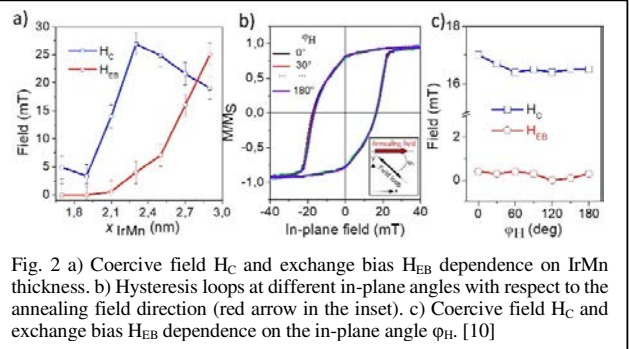 a)
b)
c)
Field (mT)
30
25
20
15
10
5
0
H_C
H_EB
1,8
2,1
2,4
2,7
3,0
x IrMn (nm)
M/M_S
1,0
0,5
0,0
-0,5
-1,0
φH
0°
30°
180°
Annealing field
-40
-20
0
20
40
In-plane field (mT)
Field (mT)
17
16
2
0
H_C
H_EB
0
60
120
180
φH (deg)
Fig. 2 a) Coercive field H_C and exchange bias H_EB dependence on IrMn
thickness. b) Hysteresis loops at different in-plane angles with respect to the
annealing field direction (red arrow in the inset). c) Coercive field H_C and
exchange bias H_EB dependence on the in-plane angle φH. [10]